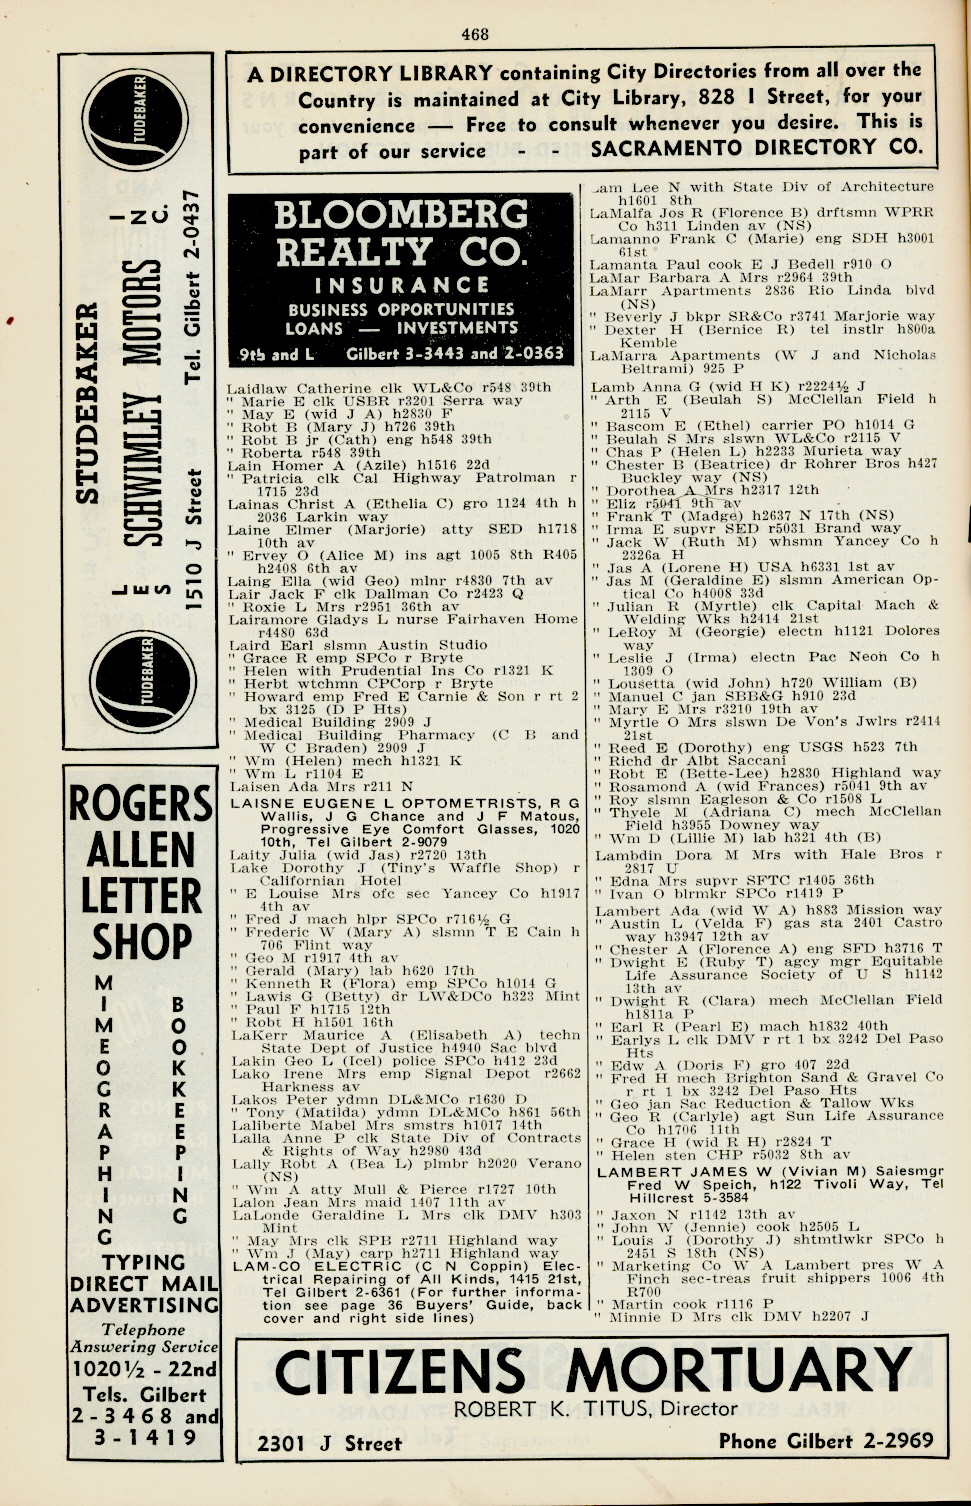 468
STUDEBAKER
STUDEBAKER
STUDEBAKER
LES SCHWIMLEY MOTORS INC.
1510 J Street Tel. Gilbert 2-0437
A DIRECTORY LIBRARY containing City Directories from all over the
Country is maintained at City Library, 828 I Street, for your
convenience — Free to consult whenever you desire. This is
part of our service - - SACRAMENTO DIRECTORY CO.
BLOOMBERG
REALTY CO.
INSURANCE
BUSINESS OPPORTUNITIES
LOANS — INVESTMENTS
9th and L Gilbert 3-3443 and 2-0363
Laidlaw Catherine clk WL&Co r548 39th
" Marie E clk USBR r3201 Serra way
" May E (wid J A) h2830 F
" Robt B (Mary J) h726 39th
" Robt B jr (Cath) eng h548 39th
" Roberta r548 39th
Lain Homer A (Azile) h1516 22d
" Patricia clk Cal Highway Patrolman r
1715 23d
Lainas Christ A (Ethelia C) gro 1124 4th h
2036 Larkin way
Laine Elmer (Marjorie) atty SED h1718
10th av
" Ervey O (Alice M) ins agt 1005 8th R405
h2408 6th av
Laing Ella (wid Geo) mlnr r4830 7th av
Lair Jack F clk Dallman Co r2423 Q
" Roxie L Mrs r2951 36th av
Lairamore Gladys L nurse Fairhaven Home
r4480 63d
Laird Earl slsmn Austin Studio
" Grace R emp SPCo r Bryte
" Helen with Prudential Ins Co r1321 K
" Herbt wtchmn CPCorp r Bryte
" Howard emp Fred E Carnie & Son r rt 2
bx 3125 (D P Hts)
" Medical Building 2909 J
" Medical Building Pharmacy (C B and
W C Braden) 2909 J
" Wm (Helen) mech h1321 K
" Wm L r1104 E
Laisen Ada Mrs r211 N
LAISNE EUGENE L OPTOMETRISTS, R G
Wallis, J G Chance and J F Matous,
Progressive Eye Comfort Glasses, 1020
10th, Tel Gilbert 2-9079
Laity Julia (wid Jas) r2720 13th
Lake Dorothy J (Tiny's Waffle Shop) r
Californian Hotel
" E Louise Mrs ofc sec Yancey Co h1917
4th av
" Fred J mach hlpr SPCo r716½ G
" Frederic W (Mary A) slsmn T E Cain h
706 Flint way
" Geo M r1917 4th av
" Gerald (Mary) lab h620 17th
" Kenneth R (Flora) emp SPCo h1014 G
" Lawis G (Betty) dr LW&DCo h323 Mint
" Paul F h1715 12th
" Robt H h1501 16th
LaKerr Maurice A (Elisabeth A) techn
State Dept of Justice h4940 Sac blvd
Lakin Geo L (Icel) police SPCo h412 23d
Lako Irene Mrs emp Signal Depot r2662
Harkness av
Lakos Peter ydmn DL&MCo r1630 D
" Tony (Matilda) ydmn DL&MCo h861 56th
Laliberte Mabel Mrs smstrs h1017 14th
Lalla Anne P clk State Div of Contracts
& Rights of Way h2980 43d
Lally Robt A (Bea L) plmbr h2020 Verano
(NS)
" Wm A atty Mull & Pierce r1727 10th
Lalon Jean Mrs maid 1407 11th av
LaLonde Geraldine L Mrs clk DMV h303
Mint
" May Mrs clk SPB r2711 Highland way
" Wm J (May) carp h2711 Highland way
LAM-CO ELECTRIC (C N Coppin) Elec-
trical Repairing of All Kinds, 1415 21st,
Tel Gilbert 2-6361 (For further informa-
tion see page 36 Buyers' Guide, back
cover and right side lines)
Lam Lee N with State Div of Architecture
h1601 8th
LaMalfa Jos R (Florence B) drftsmn WPRR
Co h311 Linden av (NS)
Lamanno Frank C (Marie) eng SDH h3001
61st
Lamanta Paul cook E J Bedell r910 O
LaMar Barbara A Mrs r2964 39th
LaMarr Apartments 2836 Rio Linda blvd
(NS)
" Beverly J bkpr SR&Co r3741 Marjorie way
" Dexter H (Bernice R) tel instlr h800a
Kemble
LaMarra Apartments (W J and Nicholas
Beltrami) 925 P
Lamb Anna G (wid H K) r2224½ J
" Arth E (Beulah S) McClellan Field h
2115 V
" Bascom E (Ethel) carrier PO h1014 G
" Beulah S Mrs slswn WL&Co r2115 V
" Chas P (Helen L) h2233 Murieta way
" Chester B (Beatrice) dr Rohrer Bros h427
Buckley way (NS)
" Dorothea A Mrs h2317 12th
" Eliz r5041 9th av
" Frank T (Madge) h2637 N 17th (NS)
" Irma E supvr SED r5031 Brand way
" Jack W (Ruth M) whsmn Yancey Co h
2326a H
" Jas A (Lorene H) USA h6331 1st av
" Jas M (Geraldine E) slsmn American Op-
tical Co h4008 33d
" Julian R (Myrtle) clk Capital Mach &
Welding Wks h2414 21st
" LeRoy M (Georgie) electn h1121 Dolores
way
" Leslie J (Irma) electn Pac Neon Co h
1309 O
" Lousetta (wid John) h720 William (B)
" Manuel C jan SBB&G h910 23d
" Mary E Mrs r3210 19th av
" Myrtle O Mrs slswn De Von's Jwlrs r2414
21st
" Reed E (Dorothy) eng USGS h523 7th
" Richd dr Albt Saccani
" Robt E (Bette-Lee) h2830 Highland way
" Rosamond A (wid Frances) r5041 9th av
" Roy slsmn Eagleson & Co r1508 L
" Thyele M (Adriana C) mech McClellan
Field h3955 Downey way
" Wm D (Lillie M) lab h321 4th (B)
Lambdin Dora M Mrs with Hale Bros r
2817 U
" Edna Mrs supvr SFTC r1405 36th
" Ivan O blrmkr SPCo r1419 P
Lambert Ada (wid W A) h883 Mission way
" Austin L (Velda F) gas sta 2401 Castro
way h3947 12th av
" Chester A (Florence A) eng SFD h3716 T
" Dwight E (Ruby T) agcy mgr Equitable
Life Assurance Society of U S h1142
13th av
" Dwight R (Clara) mech McClellan Field
h1811a P
" Earl R (Pearl E) mach h1832 40th
" Earlys L clk DMV r rt 1 bx 3242 Del Paso
Hts
" Edw A (Doris F) gro 407 22d
" Fred H mech Brighton Sand & Gravel Co
r rt 1 bx 3242 Del Paso Hts
" Geo jan Sac Reduction & Tallow Wks
" Geo R (Carlyle) agt Sun Life Assurance
Co h1706 11th
" Grace H (wid R H) r2824 T
" Helen sten CHP r5032 8th av
LAMBERT JAMES W (Vivian M) Salesmgr
Fred W Speich, h122 Tivoli Way, Tel
Hillcrest 5-3584
" Jaxon N r1142 13th av
" John W (Jennie) cook h2505 L
" Louis J (Dorothy J) shtmtlwkr SPCo h
2451 S 18th (NS)
" Marketing Co W A Lambert pres W A
Finch sec-treas fruit shippers 1006 4th
R700
" Martin cook r1116 P
" Minnie D Mrs clk DMV h2207 J
ROGERS
ALLEN
LETTER
SHOP
MIMEOGRAPHING
BOOKKEEPING
TYPING
DIRECT MAIL
ADVERTISING
Telephone
Answering Service
1020½ - 22nd
Tels. Gilbert
2-3468 and
3-1419
CITIZENS MORTUARY
ROBERT K. TITUS, Director
2301 J Street Phone Gilbert 2-2969